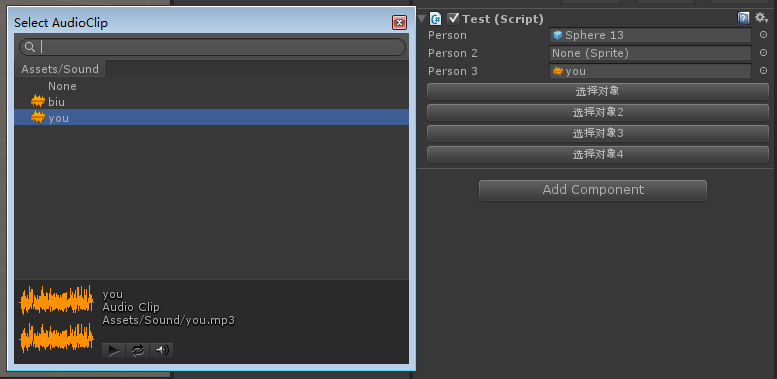 Select AudioClip
Assets/Sound
None
biu
you
you
Audio Clip
Assets/Sound/you.mp3
Test (Script)
Person Sphere 13
Person 2 None (Sprite)
Person 3 you
选择对象
选择对象2
选择对象3
选择对象4
Add Component